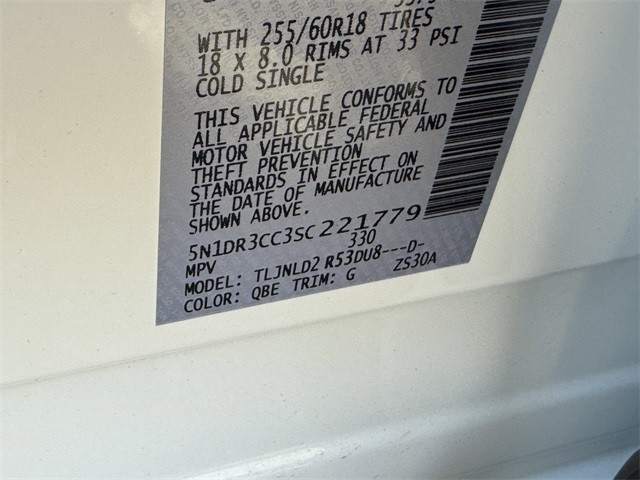 WITH 255/60R18 TIRES
18 X 8.0 RIMS AT 33 PSI
COLD SINGLE
THIS VEHICLE CONFORMS TO
ALL APPLICABLE FEDERAL
MOTOR VEHICLE SAFETY AND
THEFT PREVENTION
STANDARDS IN EFFECT ON
THE DATE OF MANUFACTURE
SHOWN ABOVE.
5N1DR3CC3SC221779
MPV 330
MODEL: TLJNLD2 R53DU8---D-
COLOR: QBE TRIM: G ZS30A